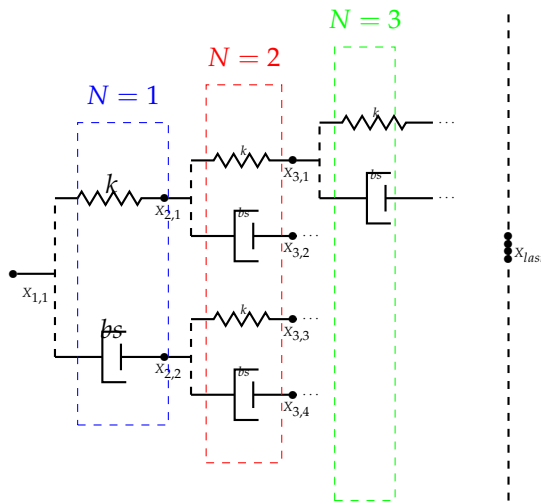 N = 3
N = 2
N = 1
k
...
k
X3,1
k
bs
X2,1
...
bs
X3,2
...
Xlas
X1,1
k
X3,3
...
bs
X2,2
bs
X3,4
...